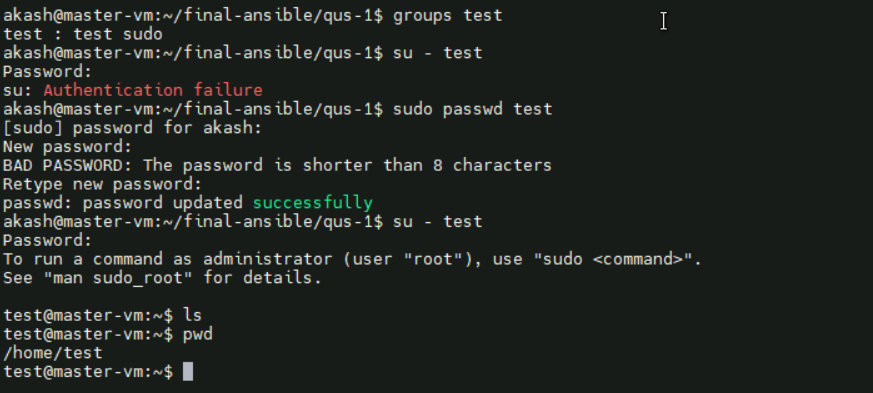 akash@master-vm:~/final-ansible/qus-1$ groups test
test : test sudo
akash@master-vm:~/final-ansible/qus-1$ su - test
Password:
su: Authentication failure
akash@master-vm:~/final-ansible/qus-1$ sudo passwd test
[sudo] password for akash:
New password:
BAD PASSWORD: The password is shorter than 8 characters
Retype new password:
passwd: password updated successfully
akash@master-vm:~/final-ansible/qus-1$ su - test
Password:
To run a command as administrator (user "root"), use "sudo <command>".
See "man sudo_root" for details.
test@master-vm:~$ ls
test@master-vm:~$ pwd
/home/test
test@master-vm:~$